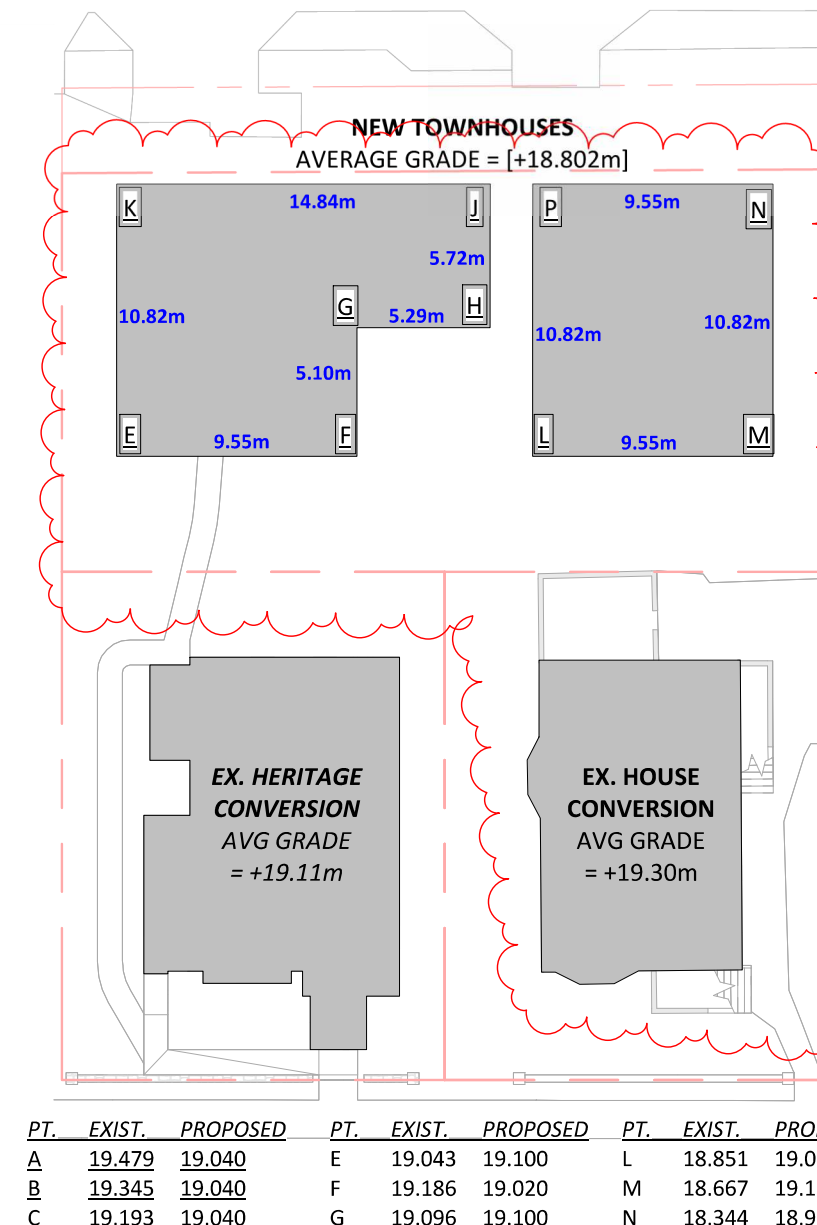 NEW TOWNHOUSES
AVERAGE GRADE = [+18.802m]
K 14.84m J P 9.55m N
5.72m
G H
10.82m 5.29m 10.82m 10.82m
5.10m
E 9.55m F L 9.55m M
EX. HERITAGE
CONVERSION
AVG GRADE
= +19.11m
EX. HOUSE
CONVERSION
AVG GRADE
= +19.30m
PT. EXIST. PROPOSED PT. EXIST. PROPOSED PT. EXIST.
A 19.479 19.040 E 19.043 19.100 L 18.851
B 19.345 19.040 F 19.186 19.020 M 18.667
C 19.193 19.040 G 19.096 19.100 N 18.344